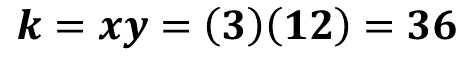 k = xy = (3)(12) = 36